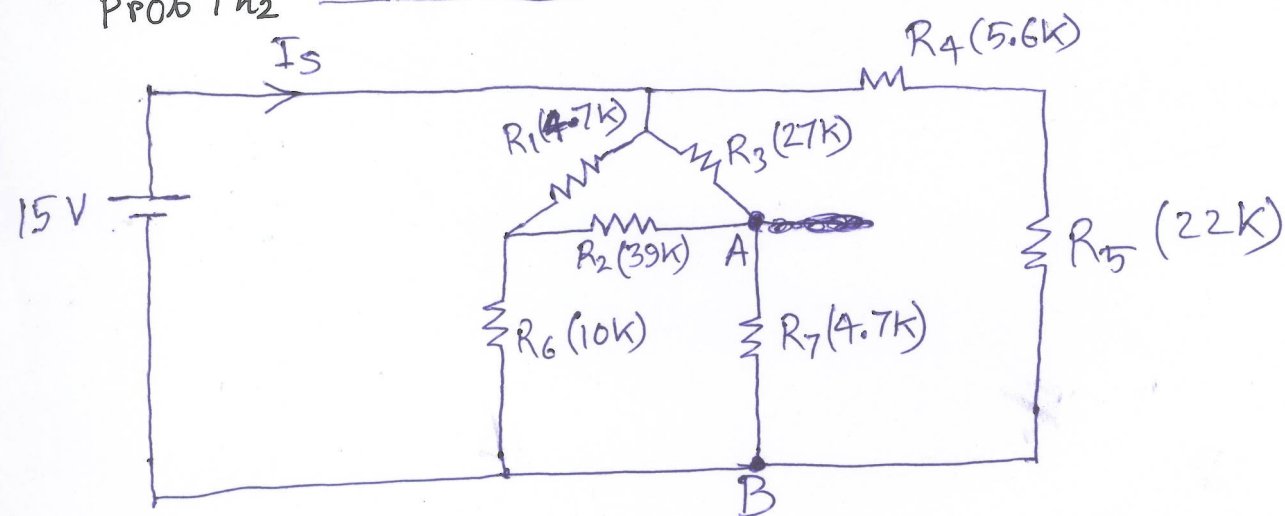 Is
R4 (5.6K)
R1 (4.7K)
R3 (27K)
15 V
R2 (39K)
A
R5 (22K)
R6 (10K)
R7 (4.7K)
B